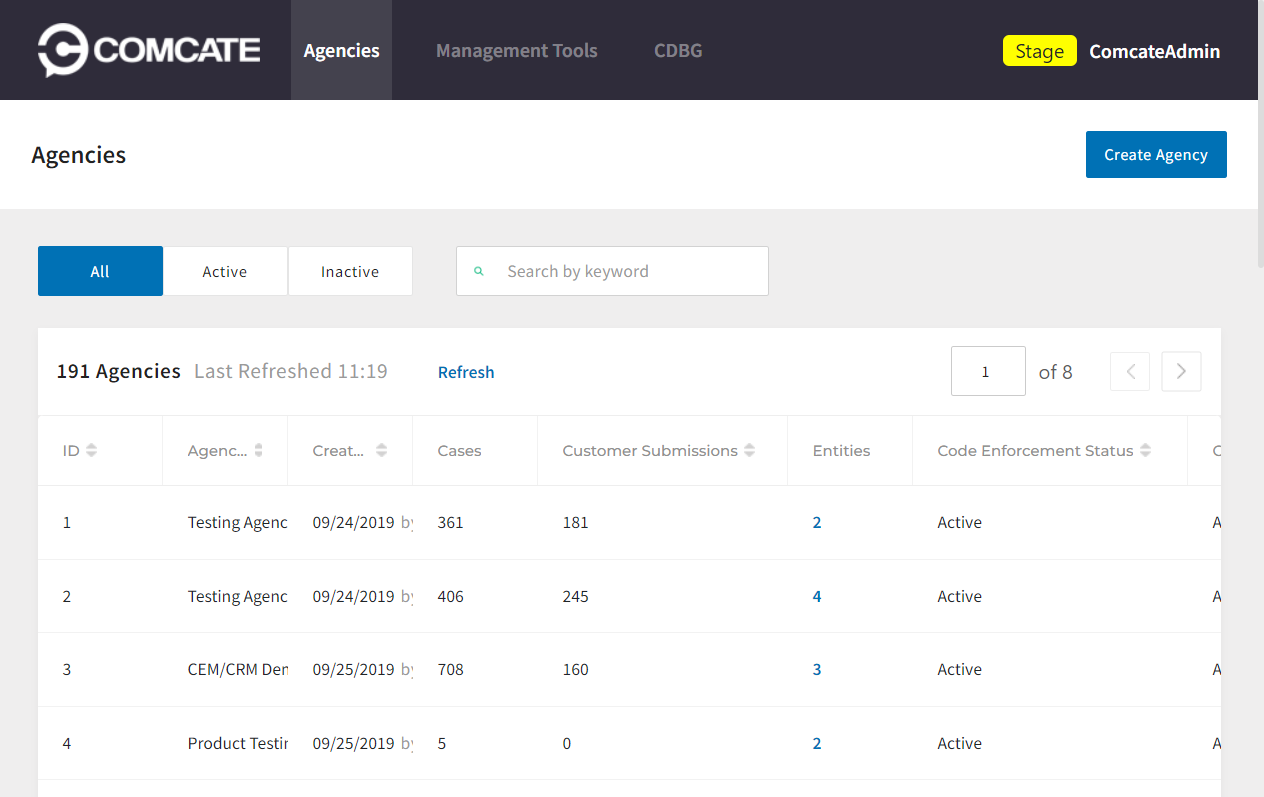 COMCATE
Agencies
Management Tools
CDBG
Stage
ComcateAdmin
Agencies
Create Agency
All
Active
Inactive
Search by keyword
191 Agencies Last Refreshed 11:19
Refresh
1
of 8
ID
Agenc...
Creat...
Cases
Customer Submissions
Entities
Code Enforcement Status
1 Testing Agenc 09/24/2019 by 361 181 2 Active
2 Testing Agenc 09/24/2019 by 406 245 4 Active
3 CEM/CRM Den 09/25/2019 by 708 160 3 Active
4 Product Testin 09/25/2019 by 5 0 2 Active